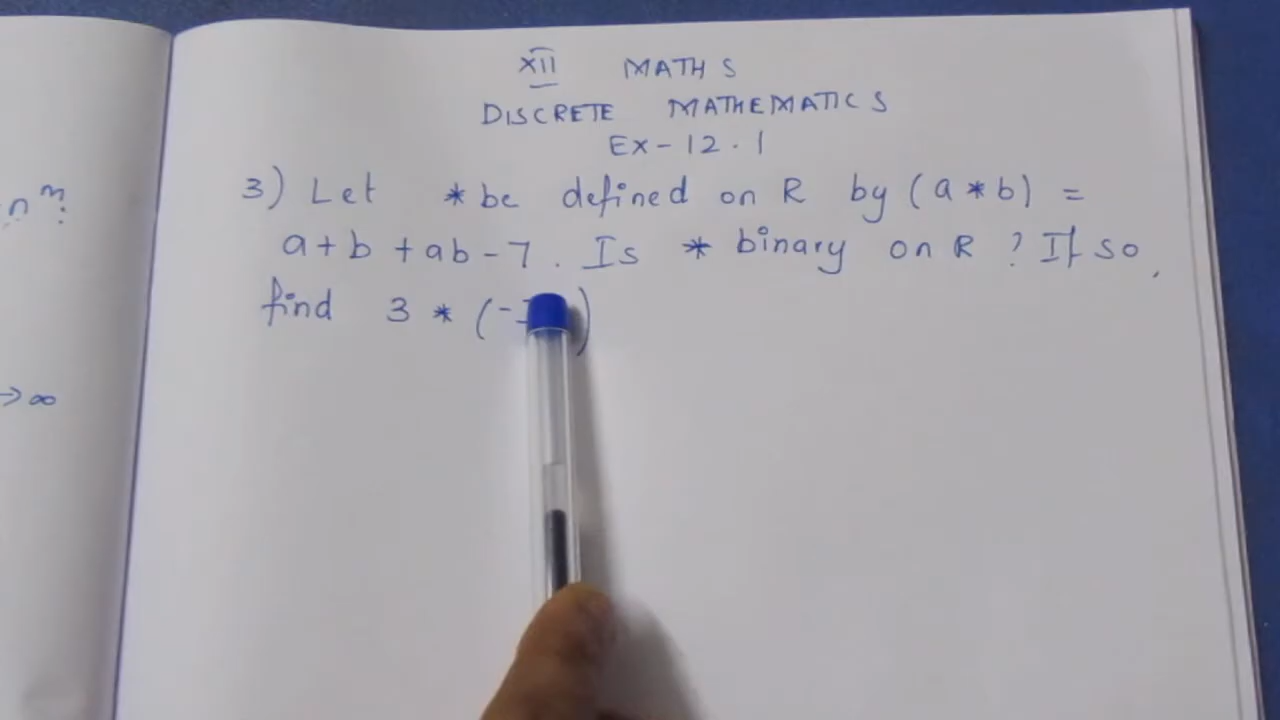 XII MATHS
DISCRETE MATHEMATICS
Ex-12.1
3) Let * be defined on R by (a * b) =
a+b+ab-7. Is * binary on R? If so,
find 3 * (- )
n^m
→∞